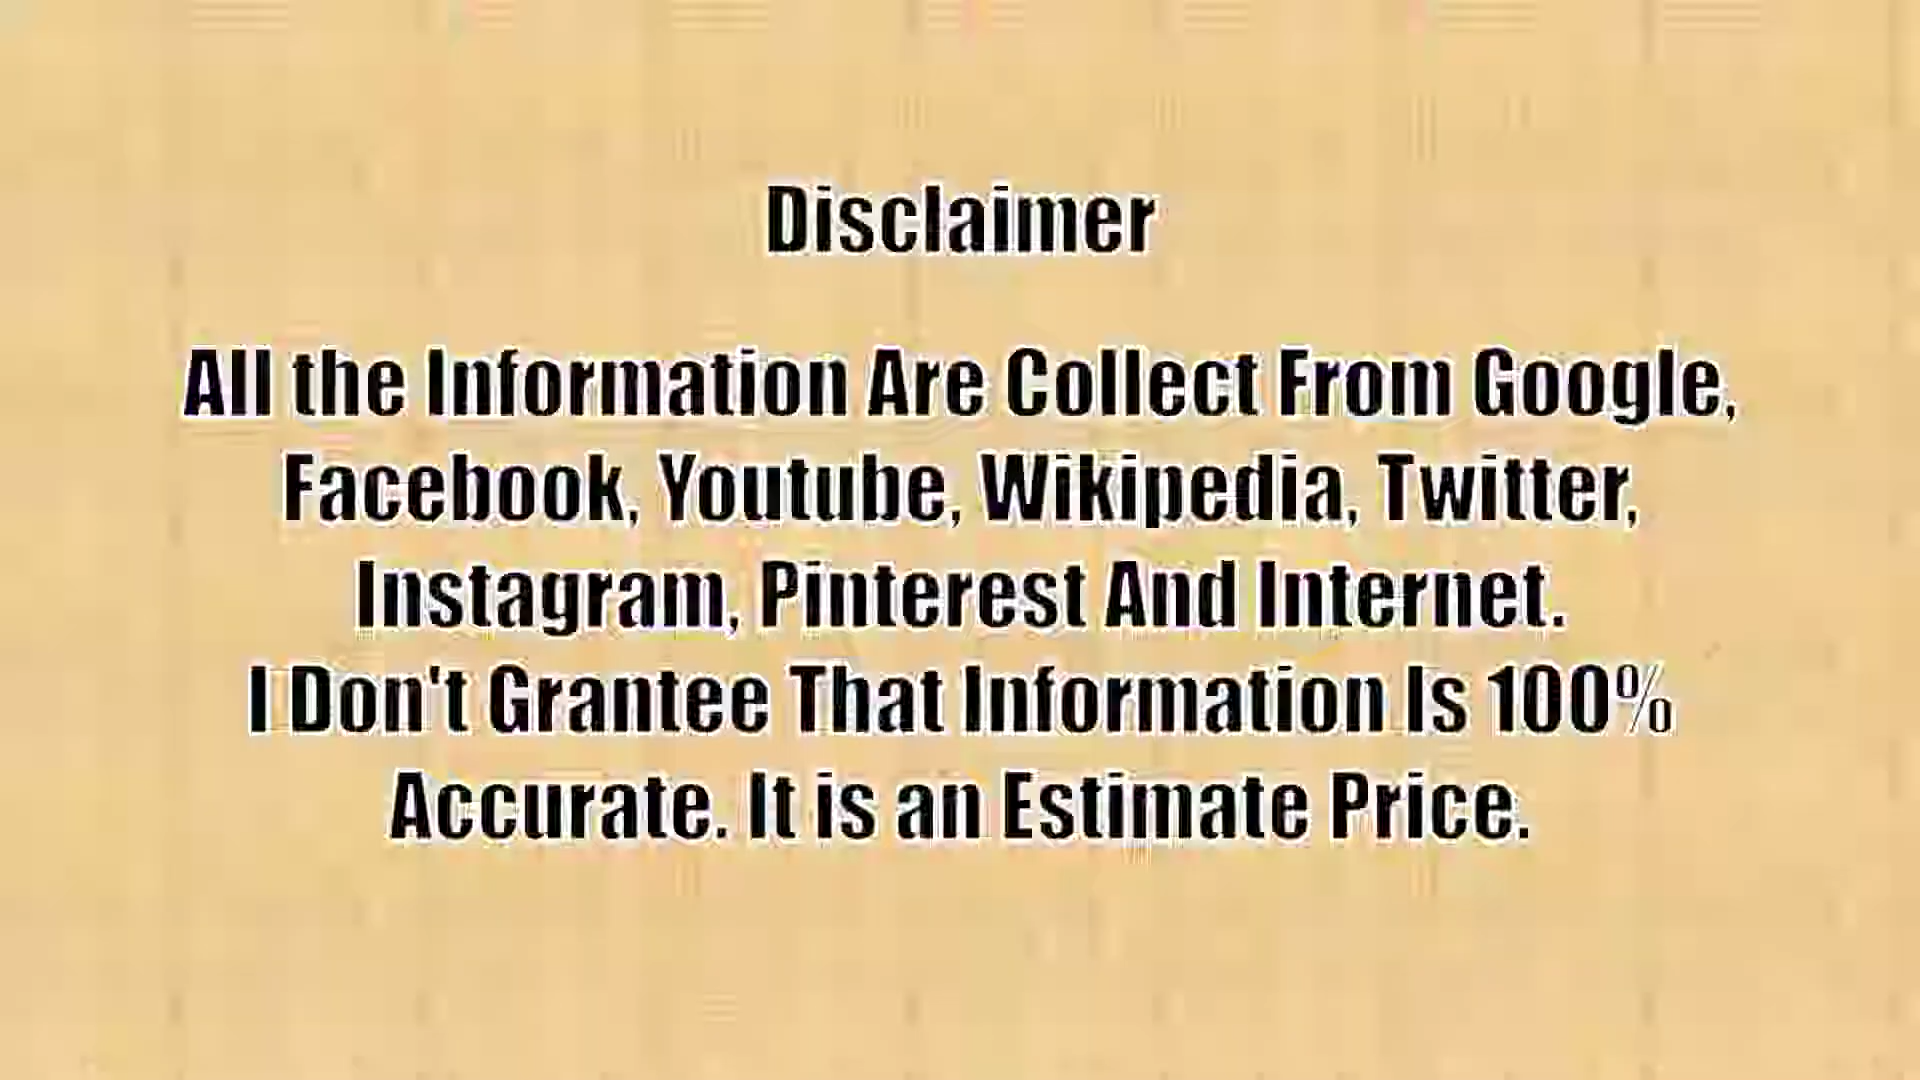 Disclaimer
All the Information Are Collect From Google,
Facebook, Youtube, Wikipedia, Twitter,
Instagram, Pinterest And Internet.
I Don't Grantee That Information Is 100%
Accurate. It is an Estimate Price.